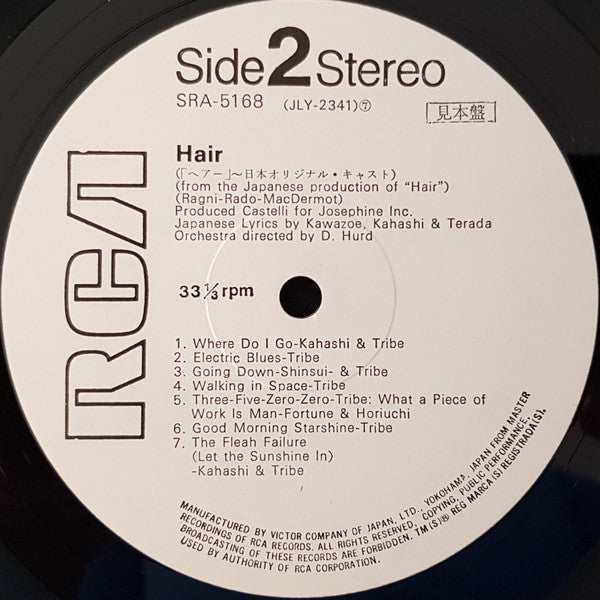 Side 2 Stereo
SRA-5168 (JLY-2341)⑦
見本盤
RCA
Hair
(「ヘアー」~日本オリジナル・キャスト)
(from the Japanese production of "Hair")
(Ragni-Rado-MacDermot)
Produced Castelli for Josephine Inc.
Japanese Lyrics by Kawazoe, Kahashi & Terada
Orchestra directed by D. Hurd
33 1/3 rpm
1. Where Do I Go-Kahashi & Tribe
2. Electric Blues-Tribe
3. Going Down-Shinsui- & Tribe
4. Walking in Space-Tribe
5. Three-Five-Zero-Zero-Tribe: What a Piece of
Work Is Man-Fortune & Horiuchi
6. Good Morning Starshine-Tribe
7. The Fleah Failure
(Let the Sunshine In)
-Kahashi & Tribe
MANUFACTURED BY VICTOR COMPANY OF JAPAN, LTD., YOKOHAMA, JAPAN FROM MASTER
RECORDINGS OF RCA RECORDS. ALL RIGHTS RESERVED, COPYING, PUBLIC PERFORMANCE,
BROADCASTING OF THESE RECORDS ARE FORBIDDEN. TM(S)® REG MARCA(S) REGISTRADA(S).
USED BY AUTHORITY OF RCA CORPORATION.